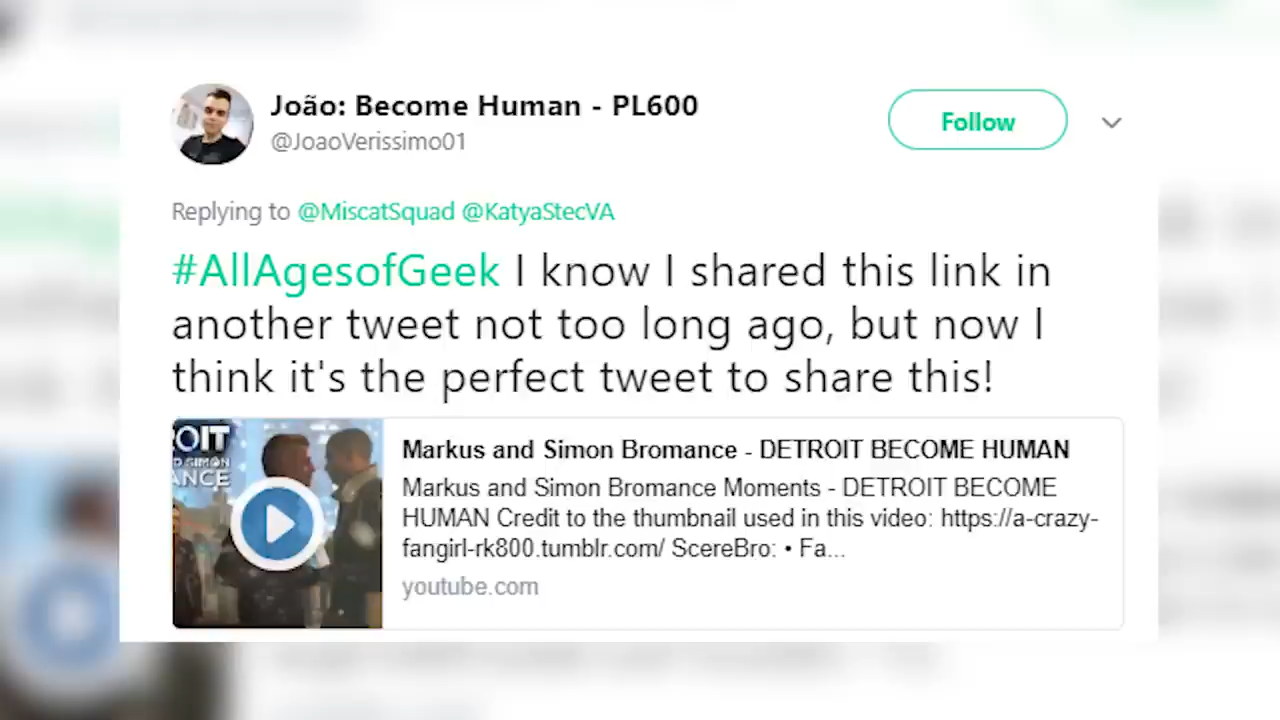 João: Become Human - PL600
Follow
@JoaoVerissimo01
Replying to @MiscatSquad @KatyaStecVA
#AllAgesofGeek I know I shared this link in
another tweet not too long ago, but now I
think it's the perfect tweet to share this!
OIT
D SIMON
ANCE
Markus and Simon Bromance - DETROIT BECOME HUMAN
Markus and Simon Bromance Moments - DETROIT BECOME
HUMAN Credit to the thumbnail used in this video: https://a-crazy-
fangirl-rk800.tumblr.com/ ScereBro: • Fa...
youtube.com